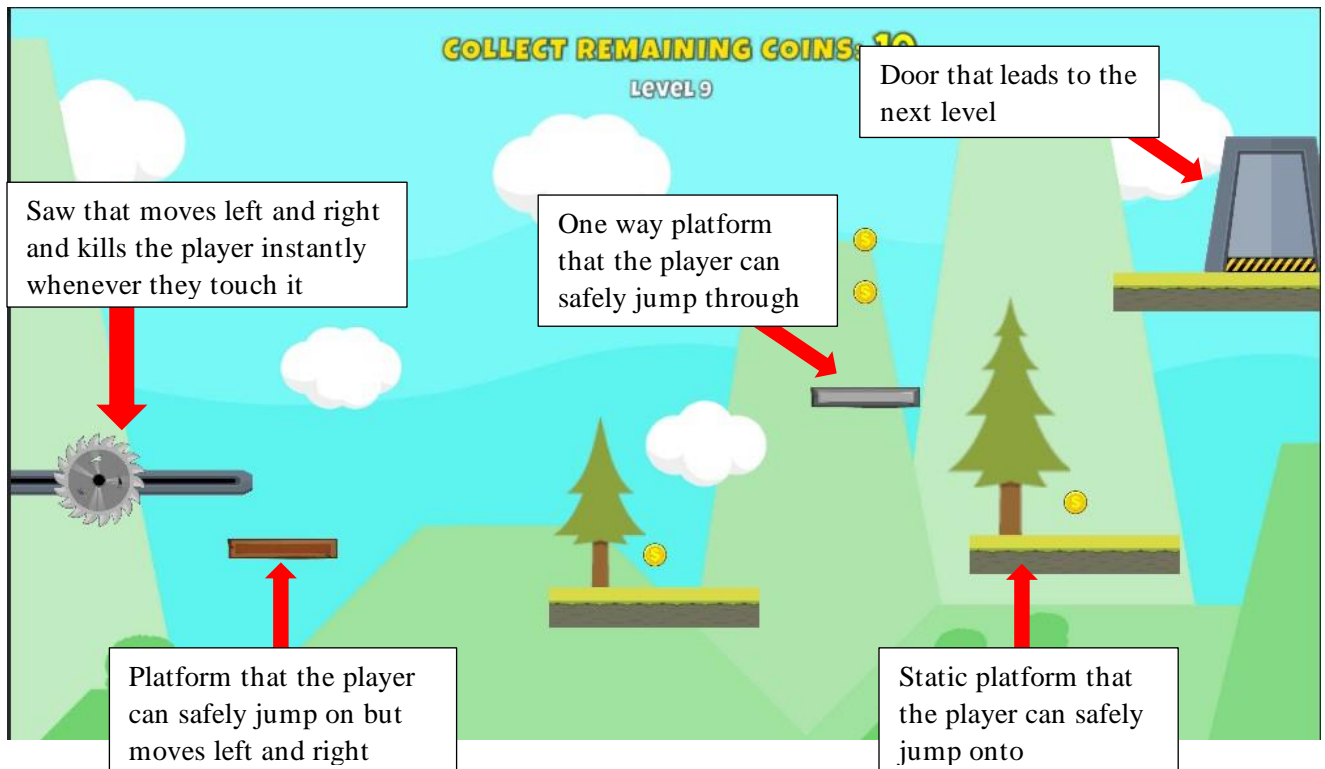 COLLECT REMAINING COINS: 10
LEVEL 9
Door that leads to the
next level
Saw that moves left and right
and kills the player instantly
whenever they touch it
One way platform
that the player can
safely jump through
Platform that the player
can safely jump on but
moves left and right
Static platform that
the player can safely
jump onto